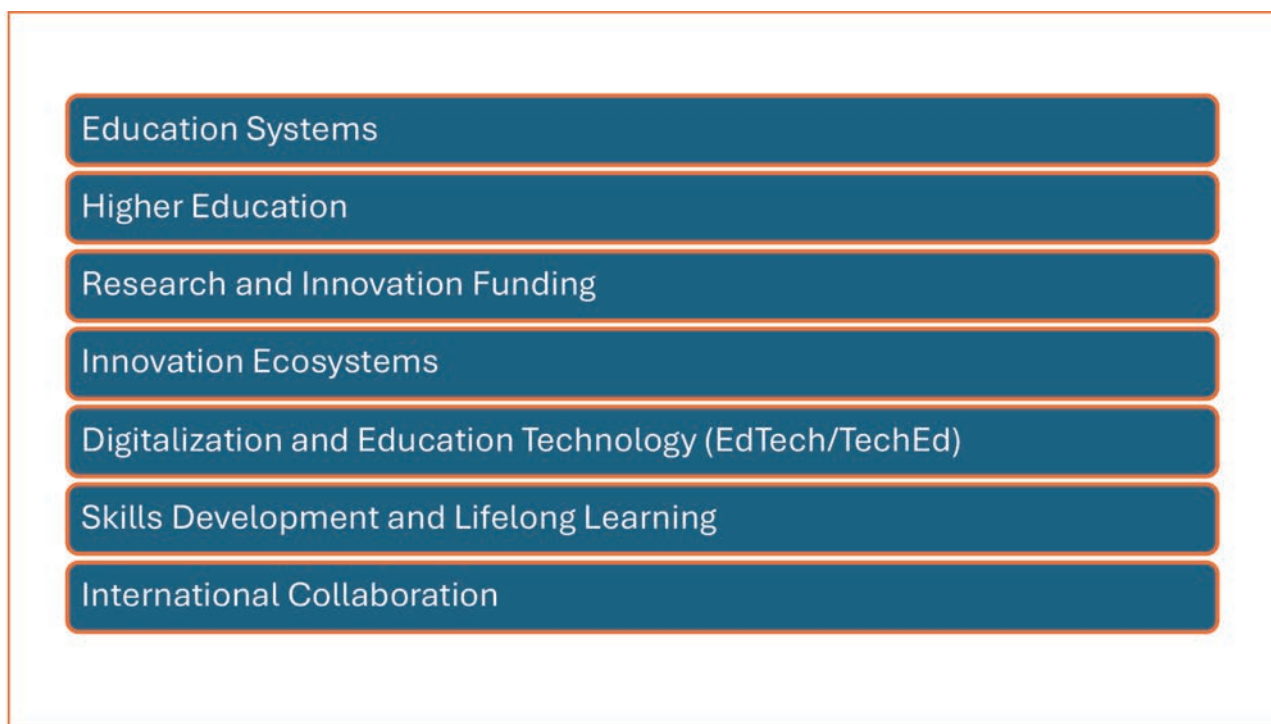 Education Systems
Higher Education
Research and Innovation Funding
Innovation Ecosystems
Digitalization and Education Technology (EdTech/TechEd)
Skills Development and Lifelong Learning
International Collaboration